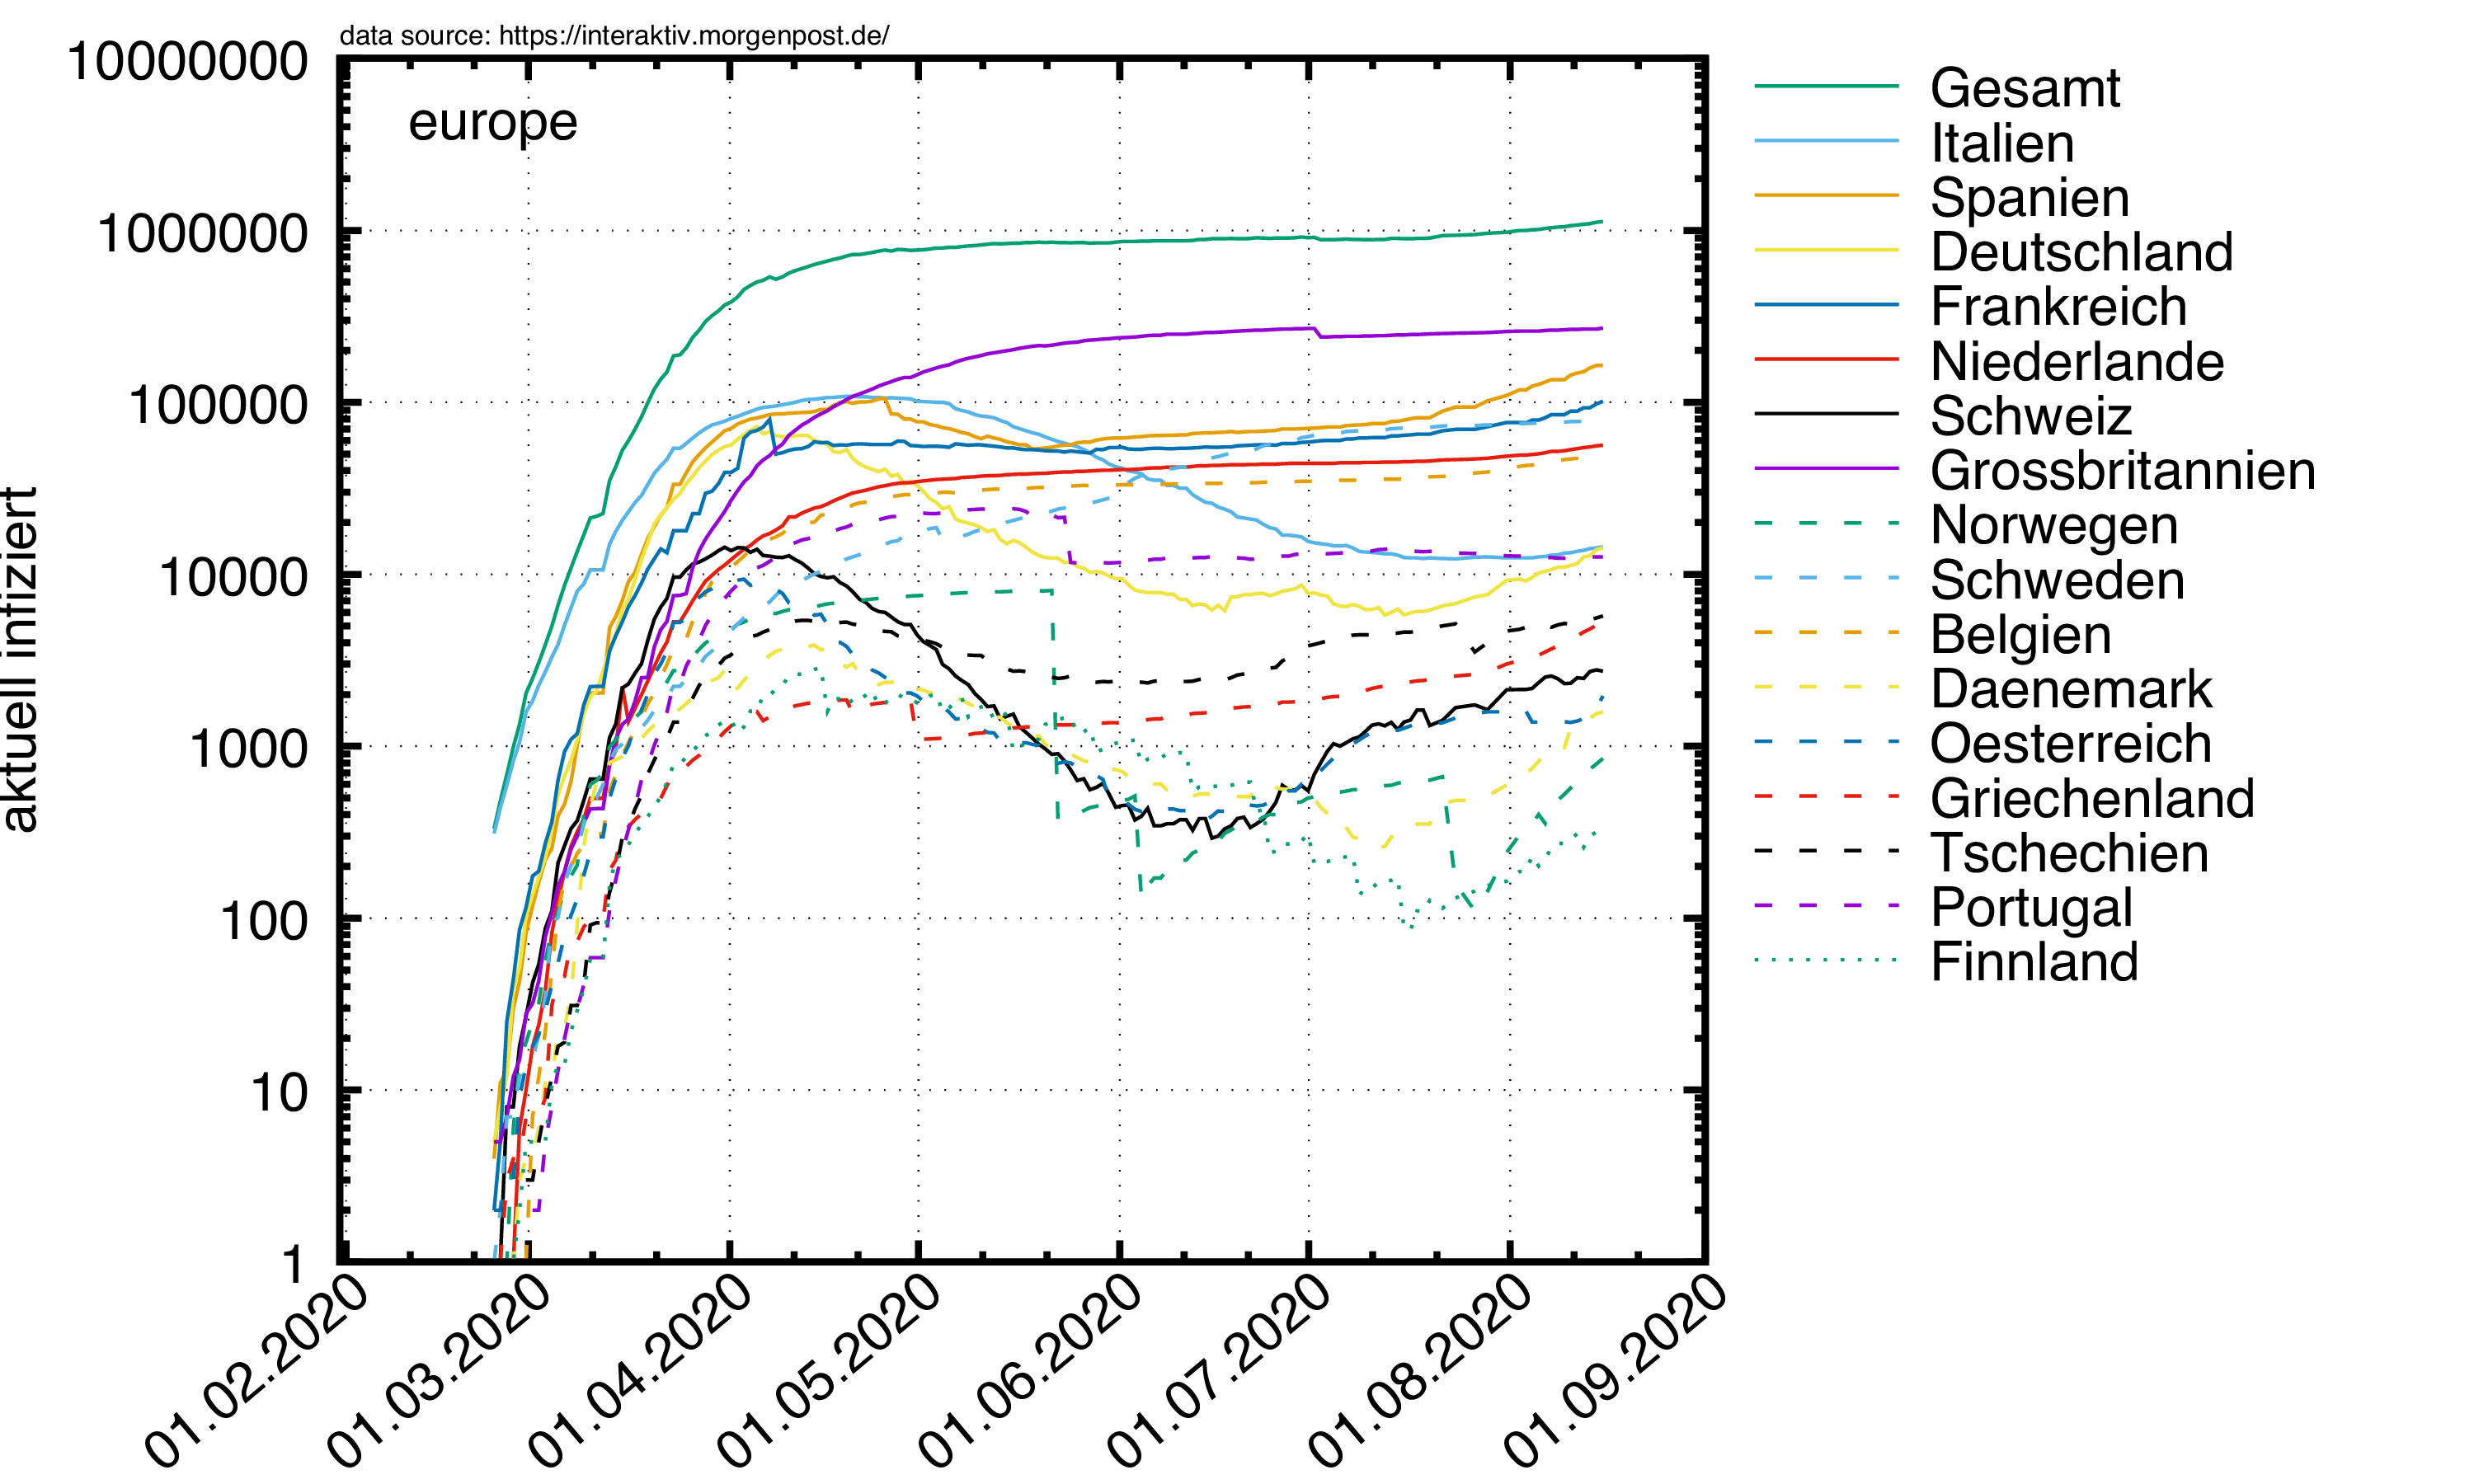 data source: https://interaktiv.morgenpost.de/
europe
aktuell infiziert
10000000
1000000
100000
10000
1000
100
10
1
01.02.2020
01.03.2020
01.04.2020
01.05.2020
01.06.2020
01.07.2020
01.08.2020
01.09.2020
Gesamt
Italien
Spanien
Deutschland
Frankreich
Niederlande
Schweiz
Grossbritannien
Norwegen
Schweden
Belgien
Daenemark
Oesterreich
Griechenland
Tschechien
Portugal
Finnland